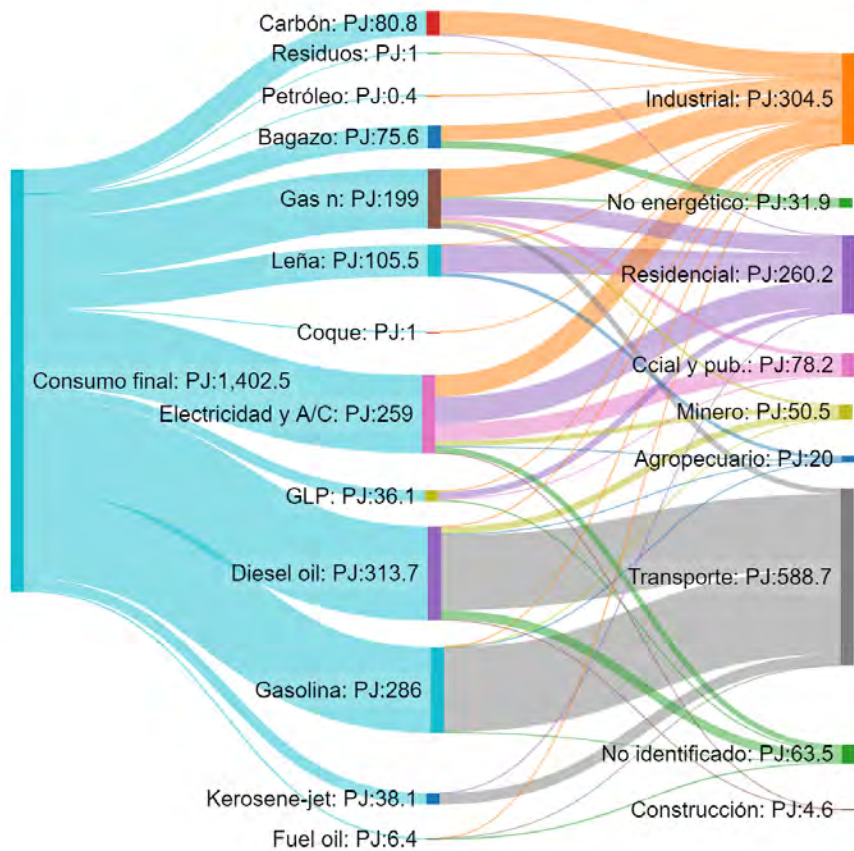 Carbón: PJ:80.8
Residuos: PJ:1
Petróleo: PJ:0.4
Bagazo: PJ:75.6
Gas n: PJ:199
Leña: PJ:105.5
Coque: PJ:1
Consumo final: PJ:1,402.5
Electricidad y A/C: PJ:259
GLP: PJ:36.1
Diesel oil: PJ:313.7
Gasolina: PJ:286
Kerosene-jet: PJ:38.1
Fuel oil: PJ:6.4
Industrial: PJ:304.5
No energético: PJ:31.9
Residencial: PJ:260.2
Ccial y pub.: PJ:78.2
Minero: PJ:50.5
Agropecuario: PJ:20
Transporte: PJ:588.7
No identificado: PJ:63.5
Construcción: PJ:4.6